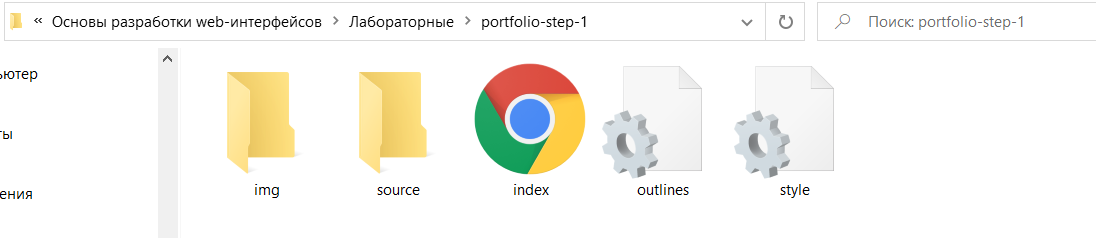 « Основы разработки web-интерфейсов > Лабораторные > portfolio-step-1
Поиск: portfolio-step-1
ьютер
ты
ения
img
source
index
outlines
style